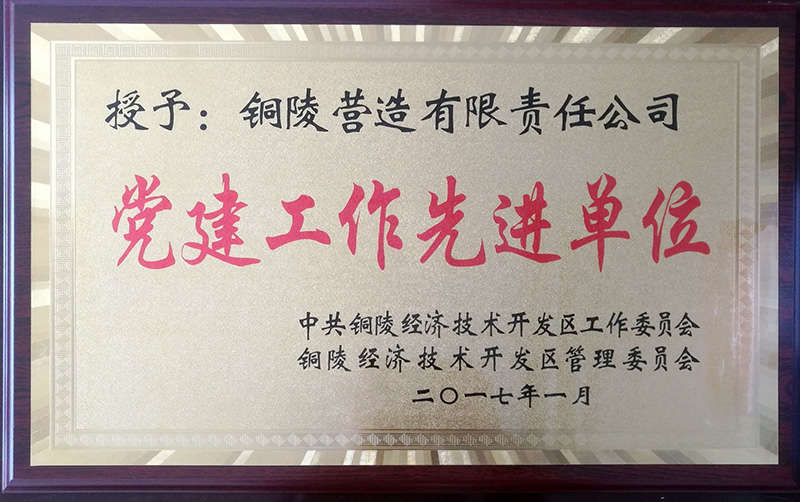 授予：铜陵营造有限责任公司
党建工作先进单位
中共铜陵经济技术开发区工作委员会
铜陵经济技术开发区管理委员会
二〇一七年一月